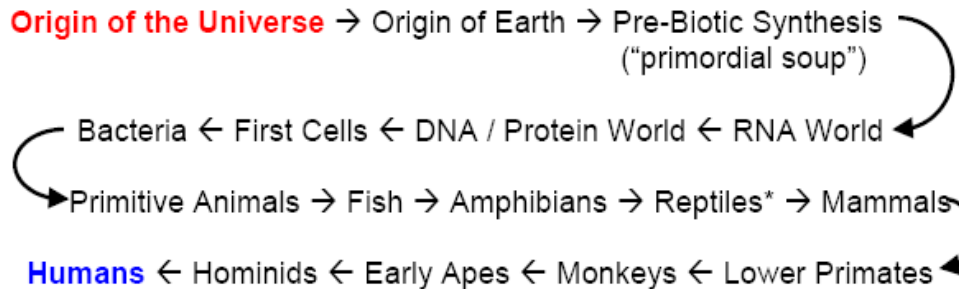 Origin of the Universe → Origin of Earth → Pre-Biotic Synthesis
("primordial soup")
Bacteria ← First Cells ← DNA / Protein World ← RNA World
Primitive Animals → Fish → Amphibians → Reptiles* → Mammals
Humans ← Hominids ← Early Apes ← Monkeys ← Lower Primates